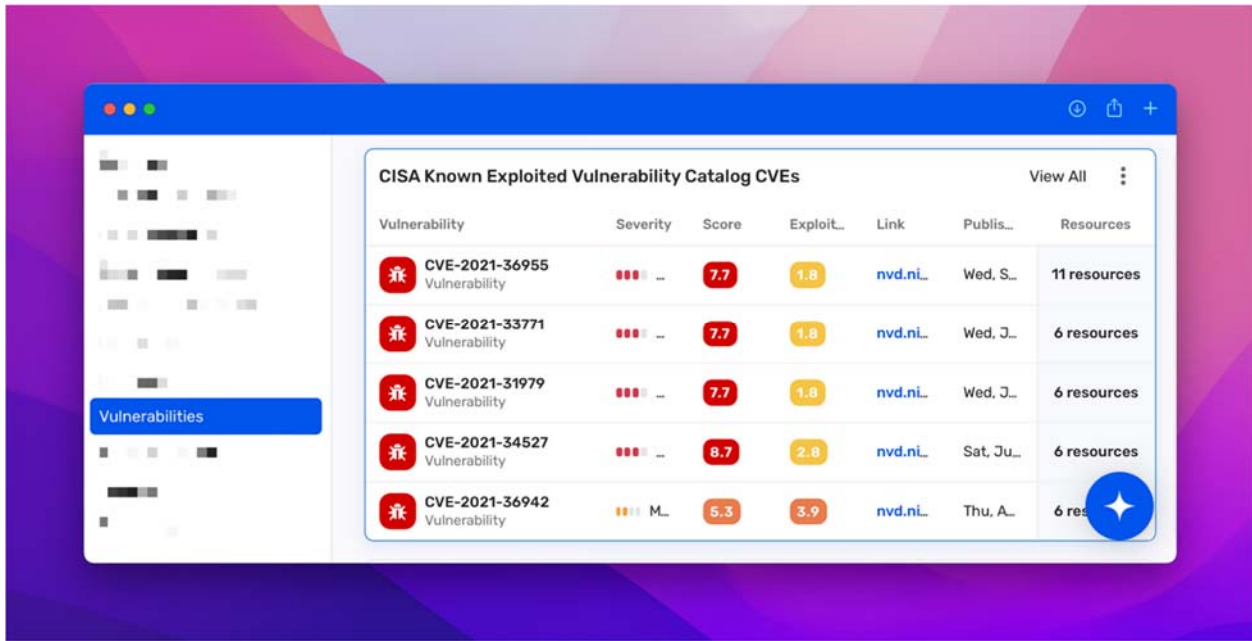 CISA Known Exploited Vulnerability Catalog CVEs View All
Vulnerability Severity Score Exploit... Link Publis... Resources
CVE-2021-36955
Vulnerability
... 7.7 1.8 nvd.ni... Wed, S... 11 resources
CVE-2021-33771
Vulnerability
... 7.7 1.8 nvd.ni... Wed, J... 6 resources
CVE-2021-31979
Vulnerability
... 7.7 1.8 nvd.ni... Wed, J... 6 resources
Vulnerabilities
CVE-2021-34527
Vulnerability
... 8.7 2.8 nvd.ni... Sat, Ju... 6 resources
CVE-2021-36942
Vulnerability
M... 5.3 3.9 nvd.ni... Thu, A... 6 res